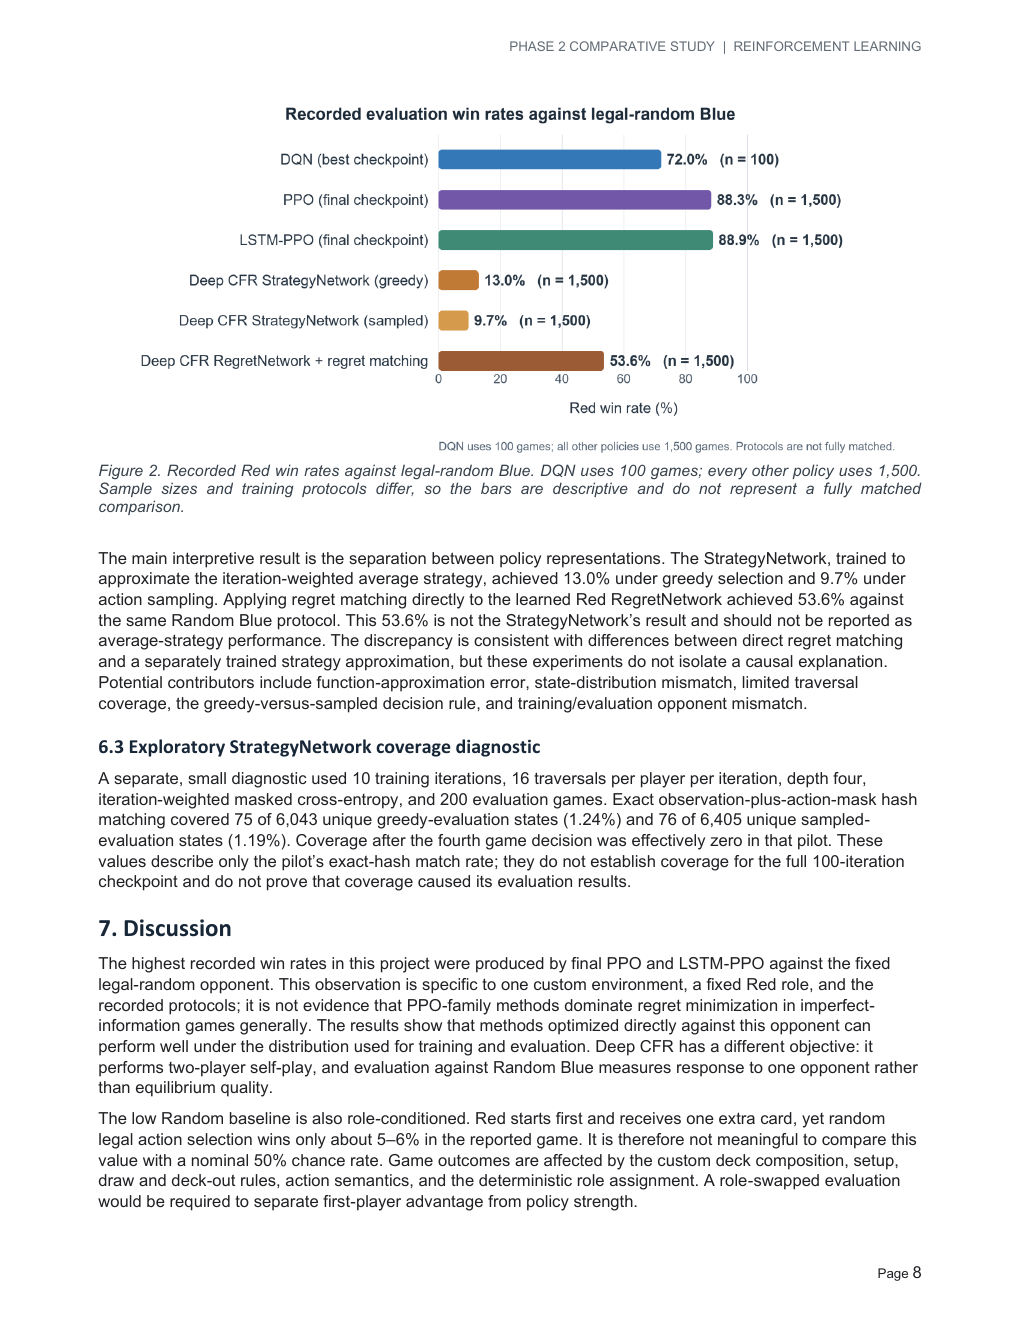 PHASE 2 COMPARATIVE STUDY | REINFORCEMENT LEARNING
Recorded evaluation win rates against legal-random Blue
DQN (best checkpoint) 72.0% (n = 100)
PPO (final checkpoint) 88.3% (n = 1,500)
LSTM-PPO (final checkpoint) 88.9% (n = 1,500)
Deep CFR StrategyNetwork (greedy) 13.0% (n = 1,500)
Deep CFR StrategyNetwork (sampled) 9.7% (n = 1,500)
Deep CFR RegretNetwork + regret matching 53.6% (n = 1,500)
0 20 40 60 80 100
Red win rate (%)
DQN uses 100 games; all other policies use 1,500 games. Protocols are not fully matched.
Figure 2. Recorded Red win rates against legal-random Blue. DQN uses 100 games; every other policy uses 1,500.
Sample sizes and training protocols differ, so the bars are descriptive and do not represent a fully matched
comparison.
The main interpretive result is the separation between policy representations. The StrategyNetwork, trained to
approximate the iteration-weighted average strategy, achieved 13.0% under greedy selection and 9.7% under
action sampling. Applying regret matching directly to the learned Red RegretNetwork achieved 53.6% against
the same Random Blue protocol. This 53.6% is not the StrategyNetwork's result and should not be reported as
average-strategy performance. The discrepancy is consistent with differences between direct regret matching
and a separately trained strategy approximation, but these experiments do not isolate a causal explanation.
Potential contributors include function-approximation error, state-distribution mismatch, limited traversal
coverage, the greedy-versus-sampled decision rule, and training/evaluation opponent mismatch.
6.3 Exploratory StrategyNetwork coverage diagnostic
A separate, small diagnostic used 10 training iterations, 16 traversals per player per iteration, depth four,
iteration-weighted masked cross-entropy, and 200 evaluation games. Exact observation-plus-action-mask hash
matching covered 75 of 6,043 unique greedy-evaluation states (1.24%) and 76 of 6,405 unique sampled-
evaluation states (1.19%). Coverage after the fourth game decision was effectively zero in that pilot. These
values describe only the pilot's exact-hash match rate; they do not establish coverage for the full 100-iteration
checkpoint and do not prove that coverage caused its evaluation results.
7. Discussion
The highest recorded win rates in this project were produced by final PPO and LSTM-PPO against the fixed
legal-random opponent. This observation is specific to one custom environment, a fixed Red role, and the
recorded protocols; it is not evidence that PPO-family methods dominate regret minimization in imperfect-
information games generally. The results show that methods optimized directly against this opponent can
perform well under the distribution used for training and evaluation. Deep CFR has a different objective: it
performs two-player self-play, and evaluation against Random Blue measures response to one opponent rather
than equilibrium quality.
The low Random baseline is also role-conditioned. Red starts first and receives one extra card, yet random
legal action selection wins only about 5–6% in the reported game. It is therefore not meaningful to compare this
value with a nominal 50% chance rate. Game outcomes are affected by the custom deck composition, setup,
draw and deck-out rules, action semantics, and the deterministic role assignment. A role-swapped evaluation
would be required to separate first-player advantage from policy strength.
Page 8